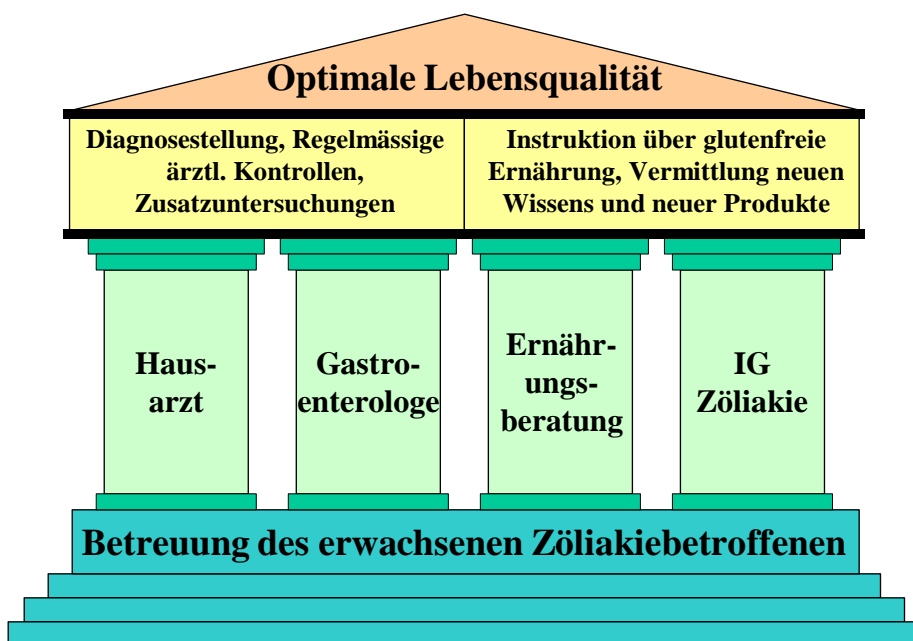 Optimale Lebensqualität
Diagnosestellung, Regelmässige
ärztl. Kontrollen,
Zusatzuntersuchungen
Instruktion über glutenfreie
Ernährung, Vermittlung neuen
Wissens und neuer Produkte
Haus-
arzt
Gastro-
enterologe
Ernähr-
ungs-
beratung
IG
Zöliakie
Betreuung des erwachsenen Zöliakiebetroffenen